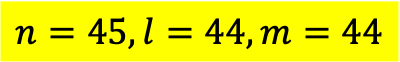 n = 45, l = 44, m = 44